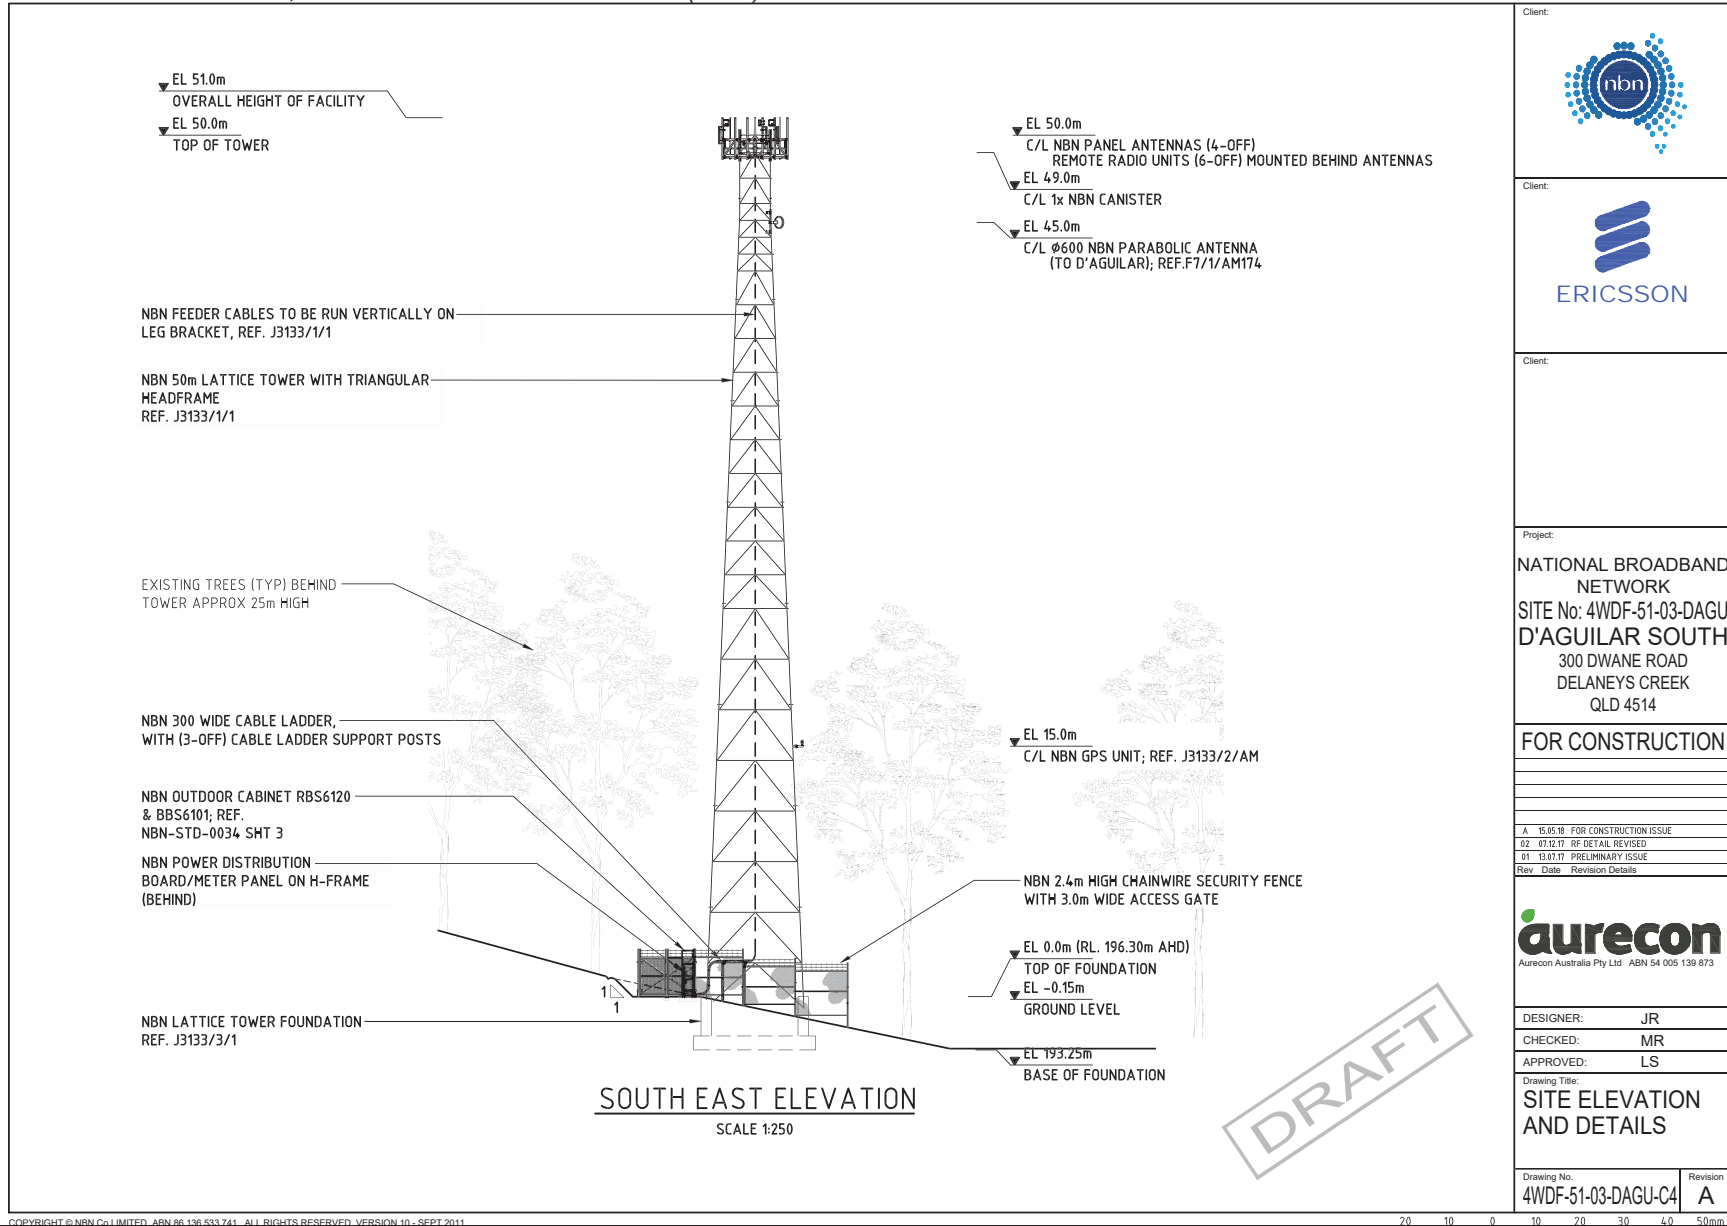 EL 51.0m
OVERALL HEIGHT OF FACILITY
EL 50.0m
TOP OF TOWER
NBN FEEDER CABLES TO BE RUN VERTICALLY ON
LEG BRACKET, REF. J3133/1/1
NBN 50m LATTICE TOWER WITH TRIANGULAR
HEADFRAME
REF. J3133/1/1
EXISTING TREES (TYP) BEHIND
TOWER APPROX 25m HIGH
NBN 300 WIDE CABLE LADDER,
WITH (3-OFF) CABLE LADDER SUPPORT POSTS
NBN OUTDOOR CABINET RBS6120
& BBS6101; REF.
NBN-STD-0034 SHT 3
NBN POWER DISTRIBUTION
BOARD/METER PANEL ON H-FRAME
(BEHIND)
1
1
NBN LATTICE TOWER FOUNDATION
REF. J3133/3/1
EL 50.0m
C/L NBN PANEL ANTENNAS (4-OFF)
REMOTE RADIO UNITS (6-OFF) MOUNTED BEHIND ANTENNAS
EL 49.0m
C/L 1x NBN CANISTER
EL 45.0m
C/L Ø600 NBN PARABOLIC ANTENNA
(TO D'AGUILAR); REF.F7/1/AM174
EL 15.0m
C/L NBN GPS UNIT; REF. J3133/2/AM
NBN 2.4m HIGH CHAINWIRE SECURITY FENCE
WITH 3.0m WIDE ACCESS GATE
EL 0.0m (RL. 196.30m AHD)
TOP OF FOUNDATION
EL -0.15m
GROUND LEVEL
EL 193.25m
BASE OF FOUNDATION
SOUTH EAST ELEVATION
SCALE 1:250
DRAFT
Client:
nbn
Client:
ERICSSON
Client:
Project:
NATIONAL BROADBAND
NETWORK
SITE No: 4WDF-51-03-DAGU
D'AGUILAR SOUTH
300 DWANE ROAD
DELANEYS CREEK
QLD 4514
FOR CONSTRUCTION
A 15.05.18 FOR CONSTRUCTION ISSUE
02 07.12.17 RF DETAIL REVISED
01 13.07.17 PRELIMINARY ISSUE
Rev Date Revision Details
aurecon
Aurecon Australia Pty Ltd ABN 54 005 139 873
DESIGNER: JR
CHECKED: MR
APPROVED: LS
Drawing Title:
SITE ELEVATION
AND DETAILS
Drawing No.
Revision
4WDF-51-03-DAGU-C4
A
COPYRIGHT © NBN Co LIMITED. ABN 86 136 533 741. ALL RIGHTS RESERVED. VERSION 10 - SEPT 2011
20 10 0 10 20 30 40 50mm